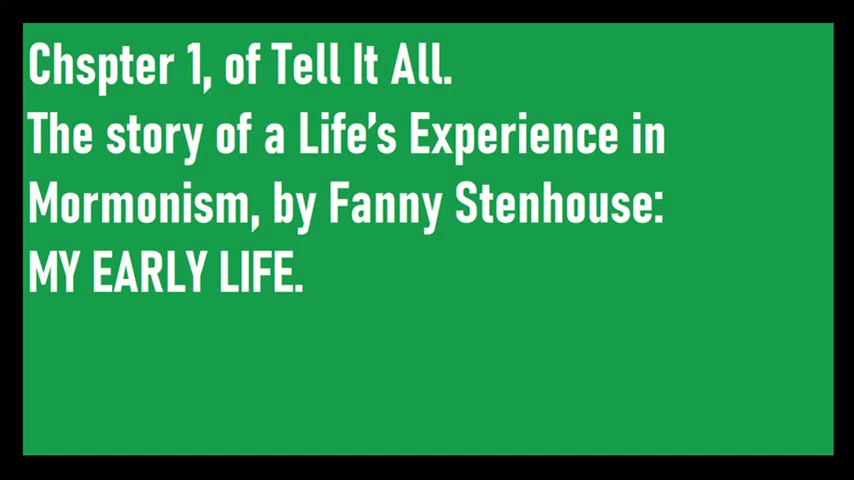 Chspter 1, of Tell It All.
The story of a Life's Experience in
Mormonism, by Fanny Stenhouse:
MY EARLY LIFE.